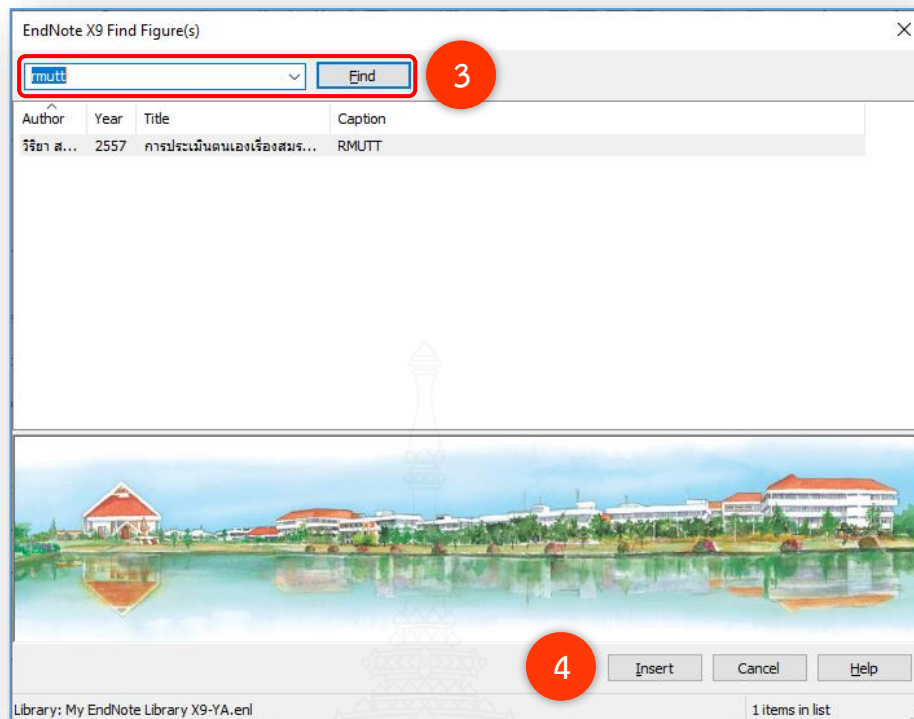 EndNote X9 Find Figure(s)
rmutt Find 3
Author Year Title Caption
วิริยา ส... 2557 การประเมินตนเองเรื่องสมร... RMUTT
4 Insert Cancel Help
Library: My EndNote Library X9-YA.enl 1 items in list